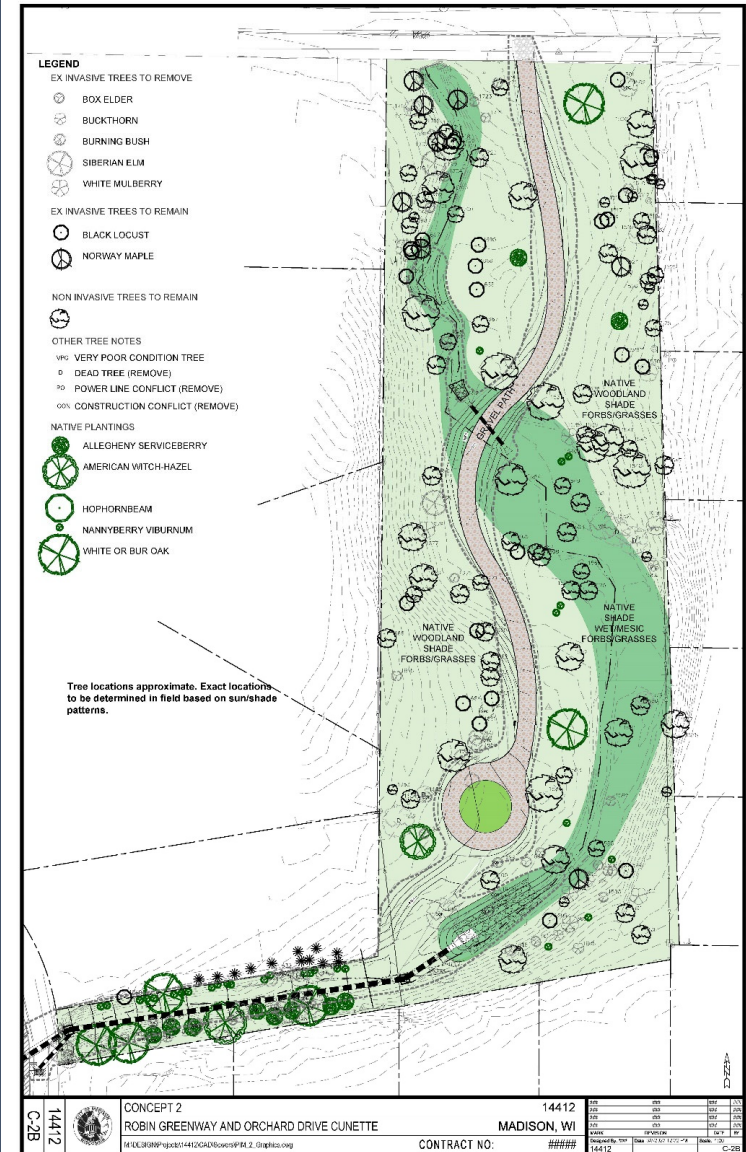 LEGEND
EX INVASIVE TREES TO REMOVE
BOX ELDER
BUCKTHORN
BURNING BUSH
SIBERIAN ELM
WHITE MULBERRY
EX INVASIVE TREES TO REMAIN
BLACK LOCUST
NORWAY MAPLE
NON INVASIVE TREES TO REMAIN
OTHER TREE NOTES
VPC VERY POOR CONDITION TREE
D DEAD TREE (REMOVE)
POWER LINE CONFLICT (REMOVE)
CON CONSTRUCTION CONFLICT (REMOVE)
NATIVE PLANTINGS
ALLEGHENY SERVICEBERRY
AMERICAN WITCH-HAZEL
HOPHORNBEAM
NANNYBERRY VIBURNUM
WHITE OR BUR OAK
Tree locations approximate. Exact locations
to be determined in field based on sun/shade
patterns.
GRAVEL PATH
NATIVE
WOODLAND
SHADE
FORBS/GRASSES
NATIVE
WOODLAND
SHADE
FORBS/GRASSES
NATIVE
SHADE
WET/MESIC
FORBS/GRASSES
C-2B
14412
CONCEPT 2
14412
ROBIN GREENWAY AND ORCHARD DRIVE CUNETTE
MADISON, WI
CONTRACT NO:
#####
MARK
REVISION
DATE
BY
14412
C-2B